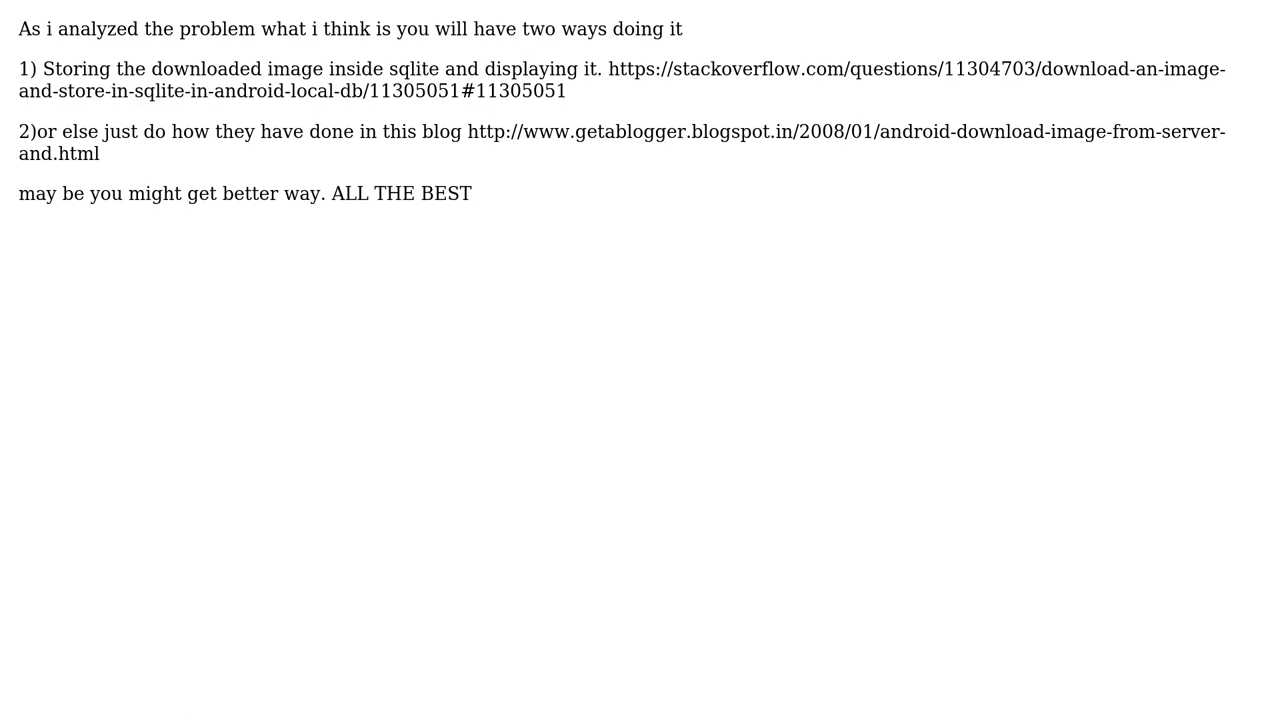 As i analyzed the problem what i think is you will have two ways doing it
1) Storing the downloaded image inside sqlite and displaying it. https://stackoverflow.com/questions/11304703/download-an-image-
and-store-in-sqlite-in-android-local-db/11305051#11305051
2)or else just do how they have done in this blog http://www.getablogger.blogspot.in/2008/01/android-download-image-from-server-
and.html
may be you might get better way. ALL THE BEST